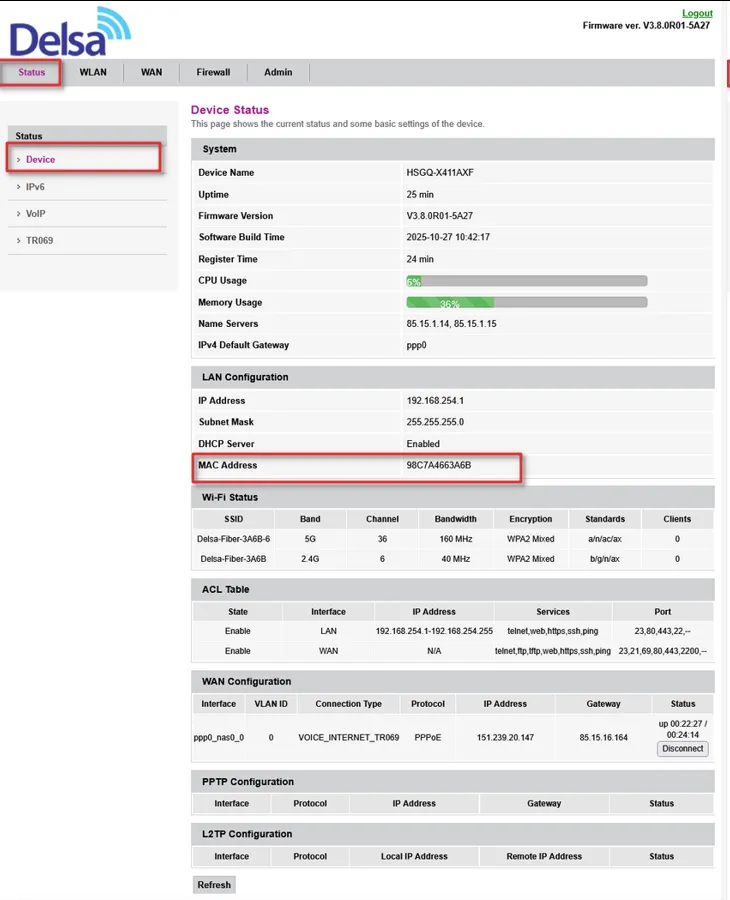 Logout
Firmware ver. V3.8.0R01-5A27
Delsa
Status WLAN WAN Firewall Admin
Status
Device
IPv6
VoIP
TR069
Device Status
This page shows the current status and some basic settings of the device.
System
Device Name HSGQ-X411AXF
Uptime 25 min
Firmware Version V3.8.0R01-5A27
Software Build Time 2025-10-27 10:42:17
Register Time 24 min
CPU Usage 6%
Memory Usage 36%
Name Servers 85.15.1.14, 85.15.1.15
IPv4 Default Gateway ppp0
LAN Configuration
IP Address 192.168.254.1
Subnet Mask 255.255.255.0
DHCP Server Enabled
MAC Address 98C7A4663A6B
Wi-Fi Status
SSID Band Channel Bandwidth Encryption Standards Clients
Delsa-Fiber-3A6B-6 5G 36 160 MHz WPA2 Mixed a/n/ac/ax 0
Delsa-Fiber-3A6B 2.4G 6 40 MHz WPA2 Mixed b/g/n/ax 0
ACL Table
State Interface IP Address Services Port
Enable LAN 192.168.254.1-192.168.254.255 telnet,web,https,ssh,ping 23,80,443,22,--
Enable WAN N/A telnet,ftp,tftp,web,https,ssh,ping 23,21,69,80,443,2200,--
WAN Configuration
Interface VLAN ID Connection Type Protocol IP Address Gateway Status
ppp0_nas0_0 0 VOICE_INTERNET_TR069 PPPoE 151.239.20.147 85.15.16.164 up 00:22:27 /
00:24:14
Disconnect
PPTP Configuration
Interface Protocol IP Address Gateway Status
L2TP Configuration
Interface Protocol Local IP Address Remote IP Address Status
Refresh